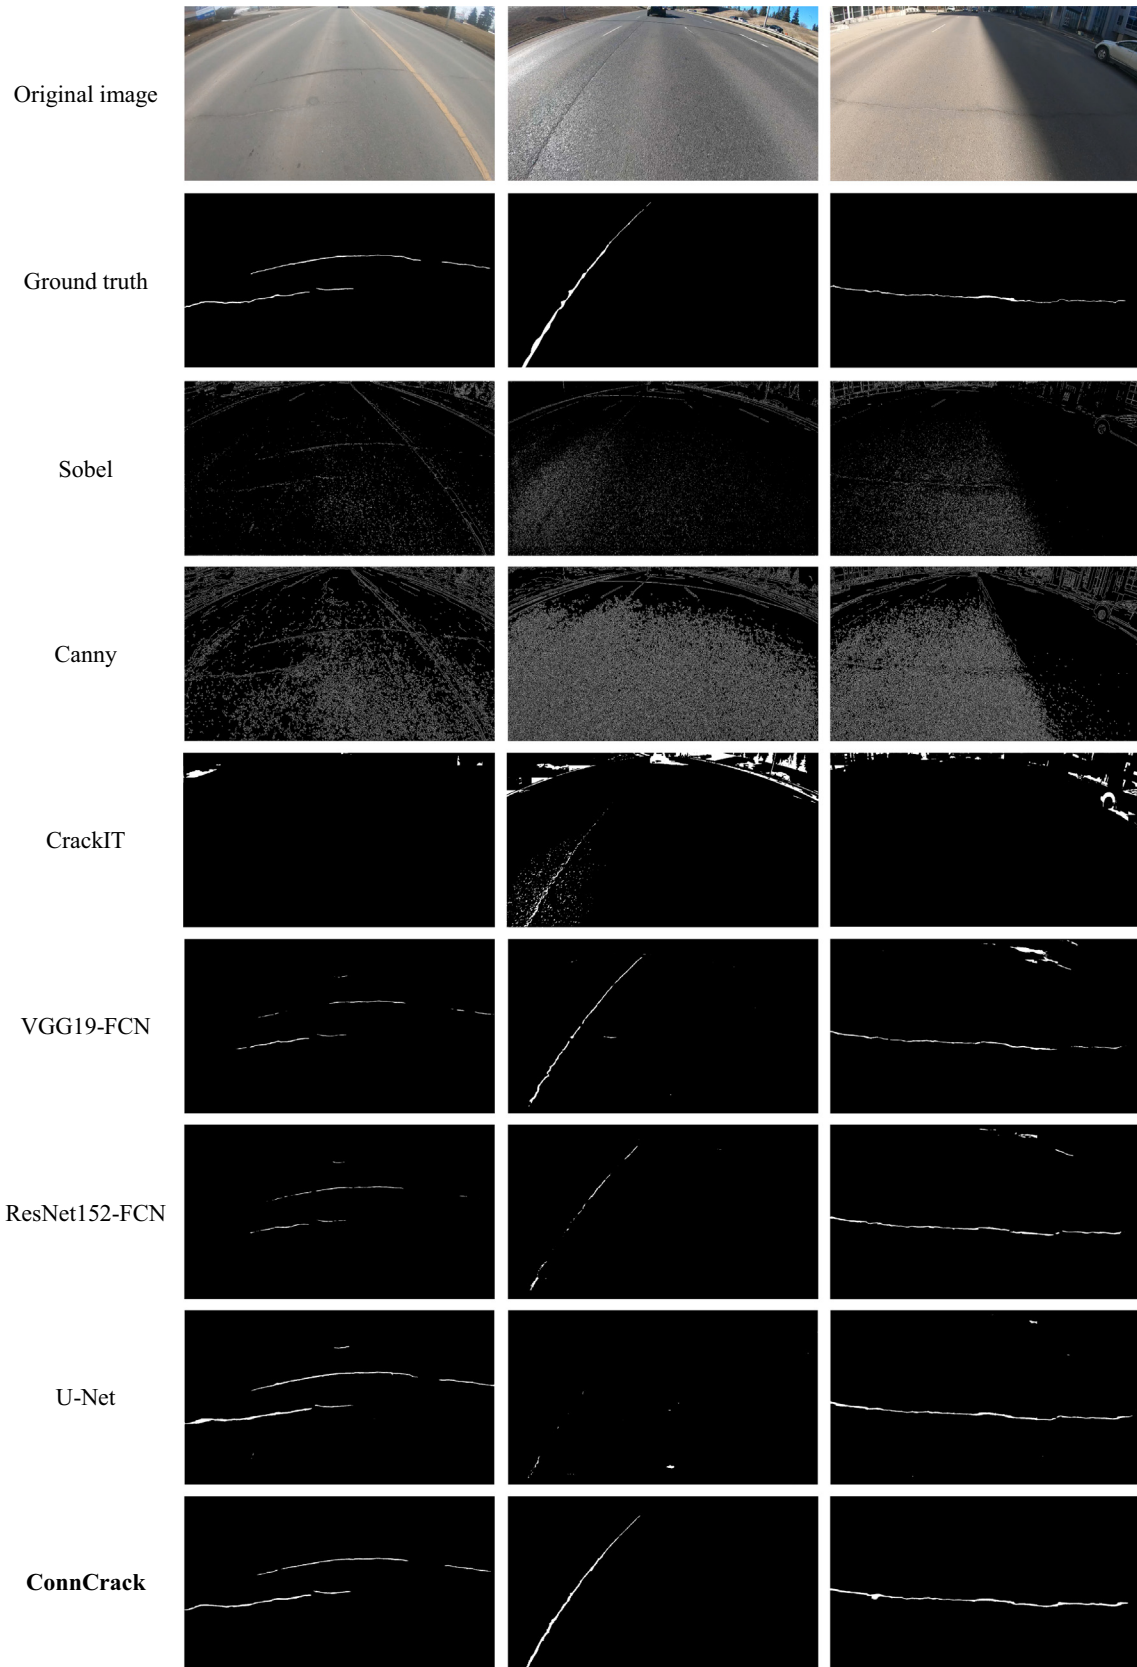 Original image
Ground truth
Sobel
Canny
CrackIT
VGG19-FCN
ResNet152-FCN
U-Net
ConnCrack